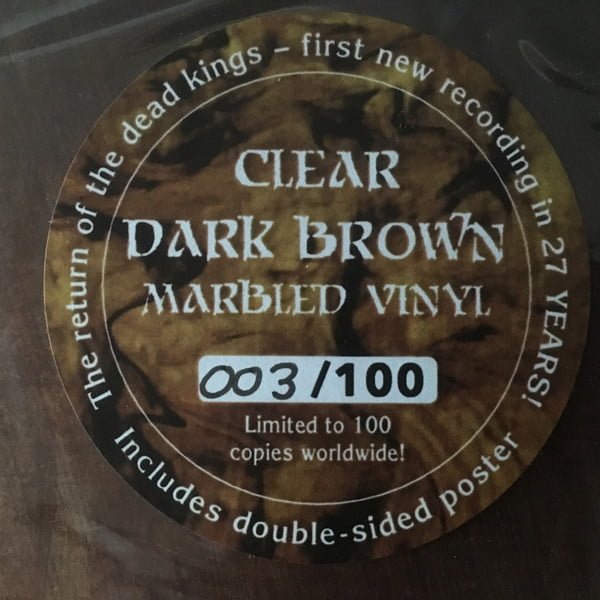 The return of the dead kings – first new recording in 27 YEARS!
CLEAR
DARK BROWN
MARBLED VINYL
003/100
Limited to 100
copies worldwide!
Includes double-sided poster